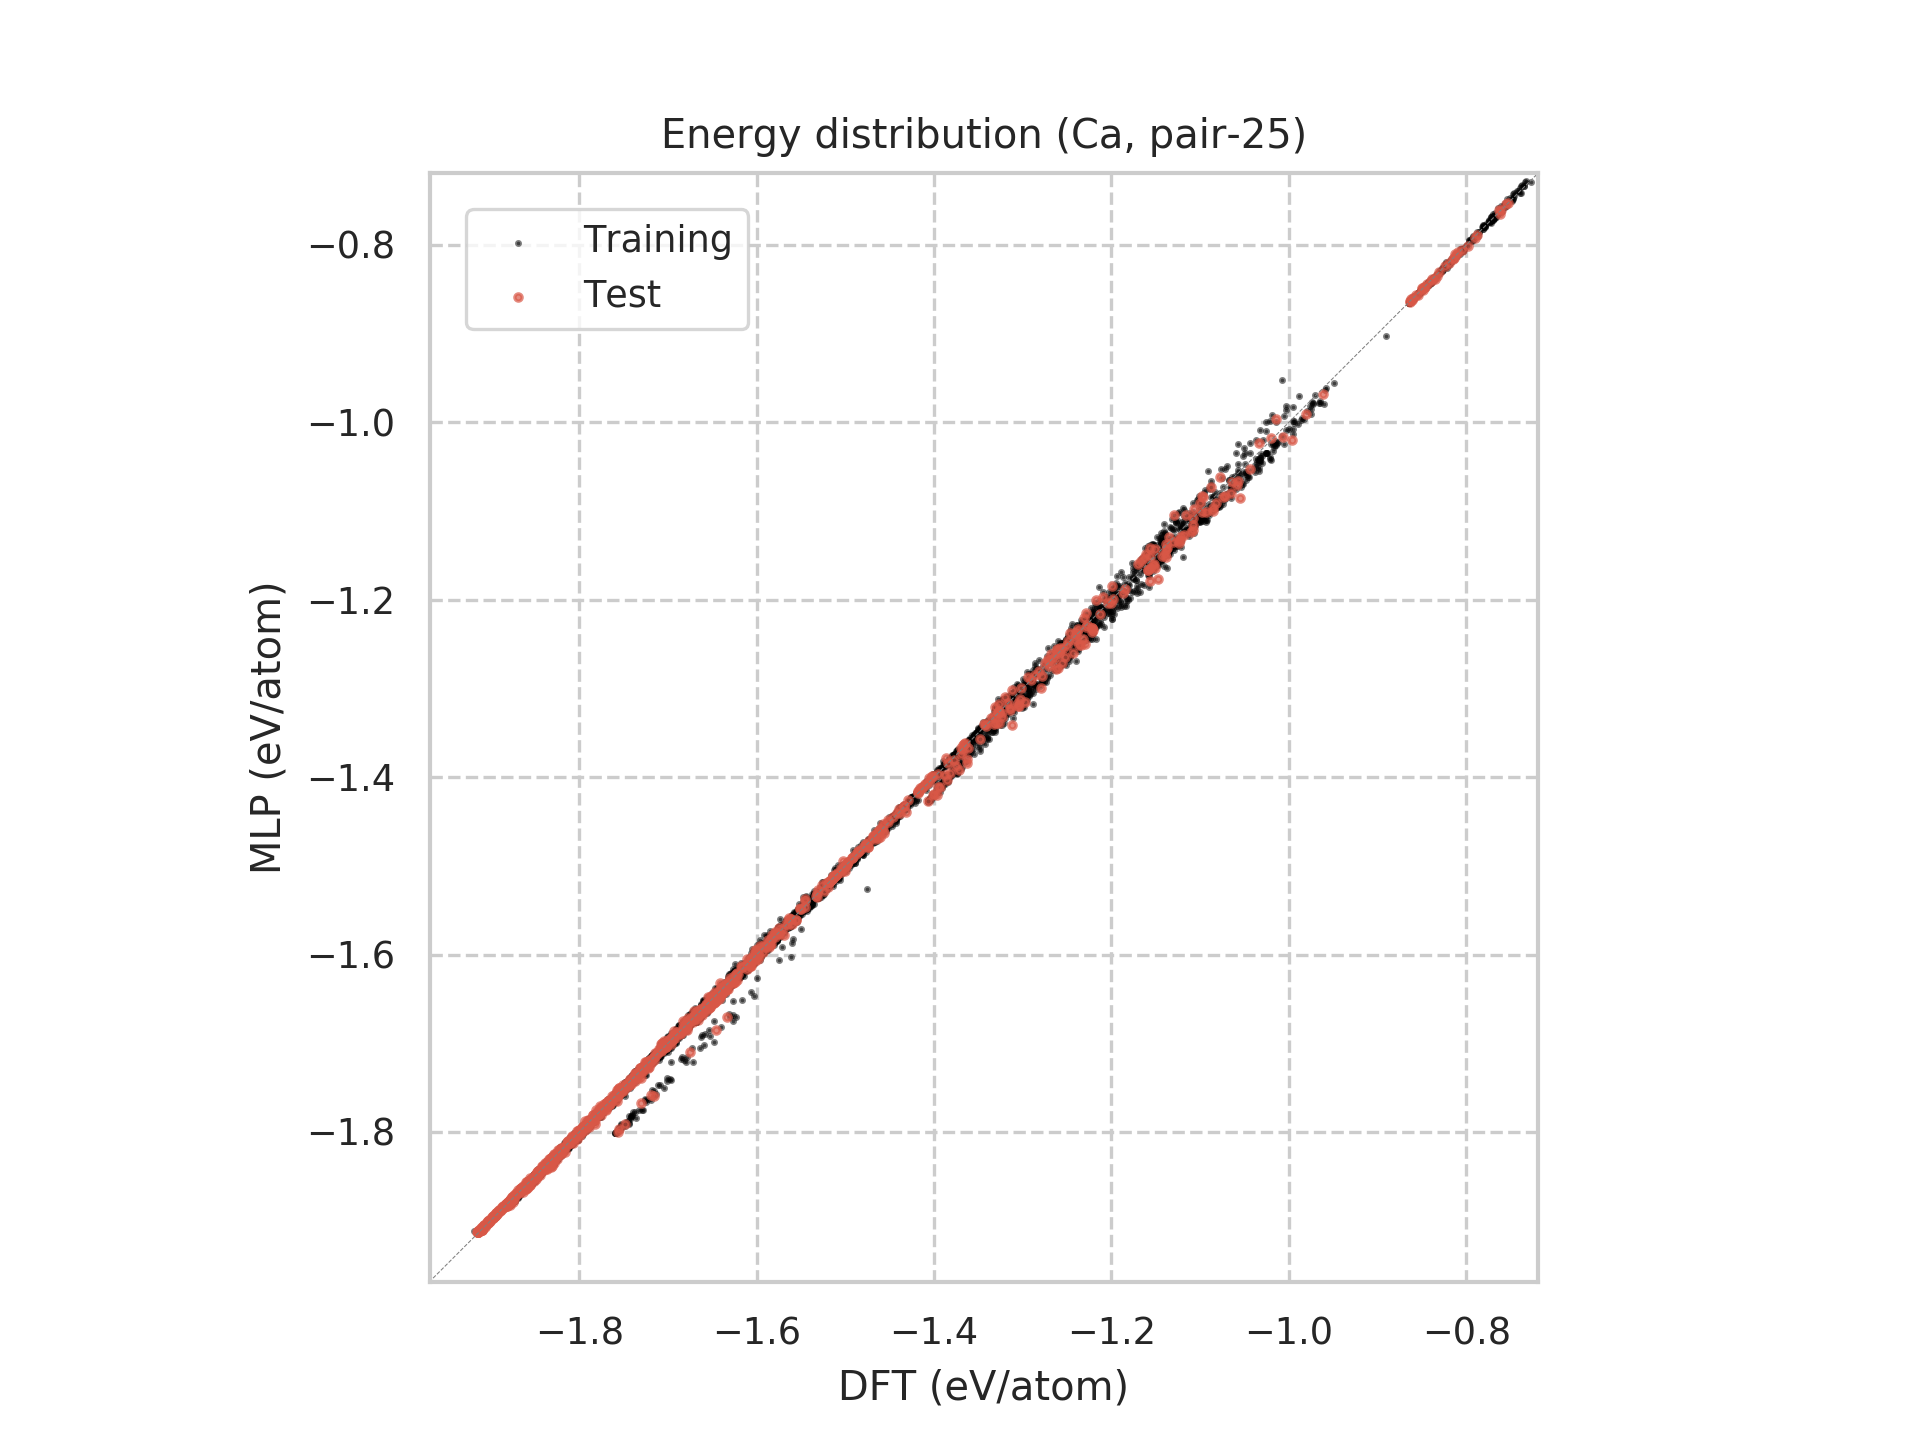 Energy distribution (Ca, pair-25)
Training
Test
−0.8
−1.0
−1.2
−1.4
−1.6
−1.8
MLP (eV/atom)
−1.8 −1.6 −1.4 −1.2 −1.0 −0.8
DFT (eV/atom)